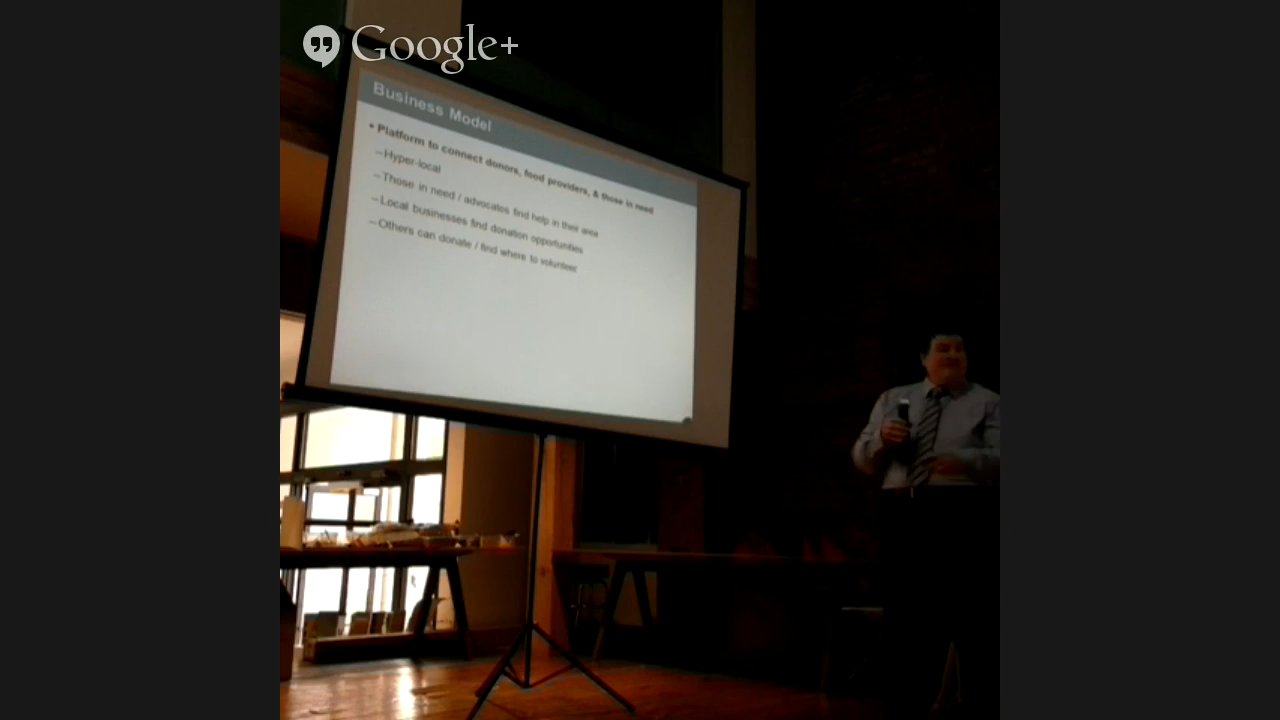 Google+
Business Model
• Platform to connect donors, food providers, & those in need
–Hyper-local
–Those in need / advocates find help in their area
–Local businesses find donation opportunities
–Others can donate / find where to volunteer